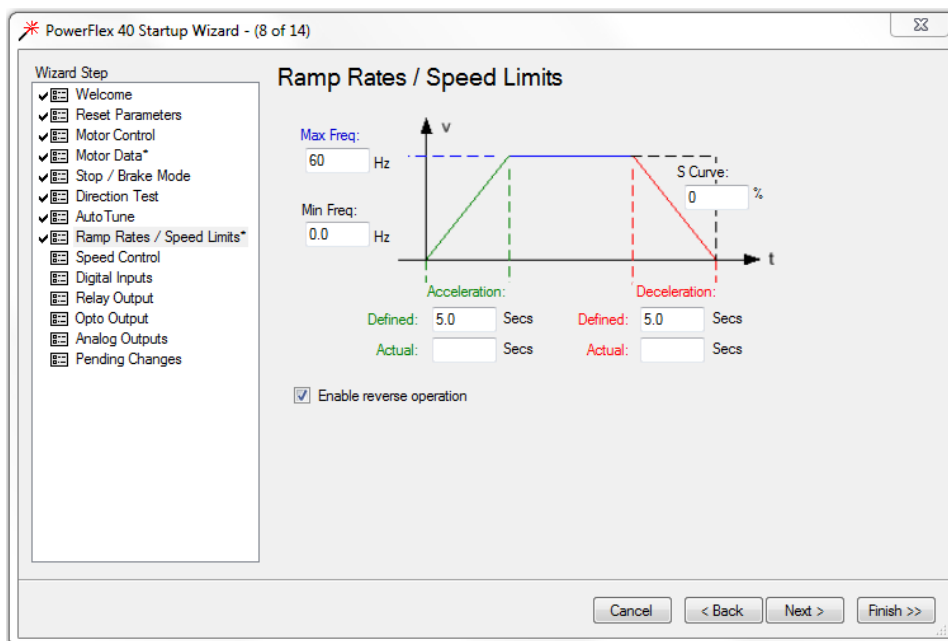 PowerFlex 40 Startup Wizard - (8 of 14)
Wizard Step
Welcome
Reset Parameters
Motor Control
Motor Data*
Stop / Brake Mode
Direction Test
AutoTune
Ramp Rates / Speed Limits*
Speed Control
Digital Inputs
Relay Output
Opto Output
Analog Outputs
Pending Changes
Ramp Rates / Speed Limits
Max Freq:
60 Hz
Min Freq:
0.0 Hz
v
S Curve:
0 %
t
Acceleration:
Defined: 5.0 Secs
Actual: Secs
Deceleration:
Defined: 5.0 Secs
Actual: Secs
Enable reverse operation
Cancel
< Back
Next >
Finish >>